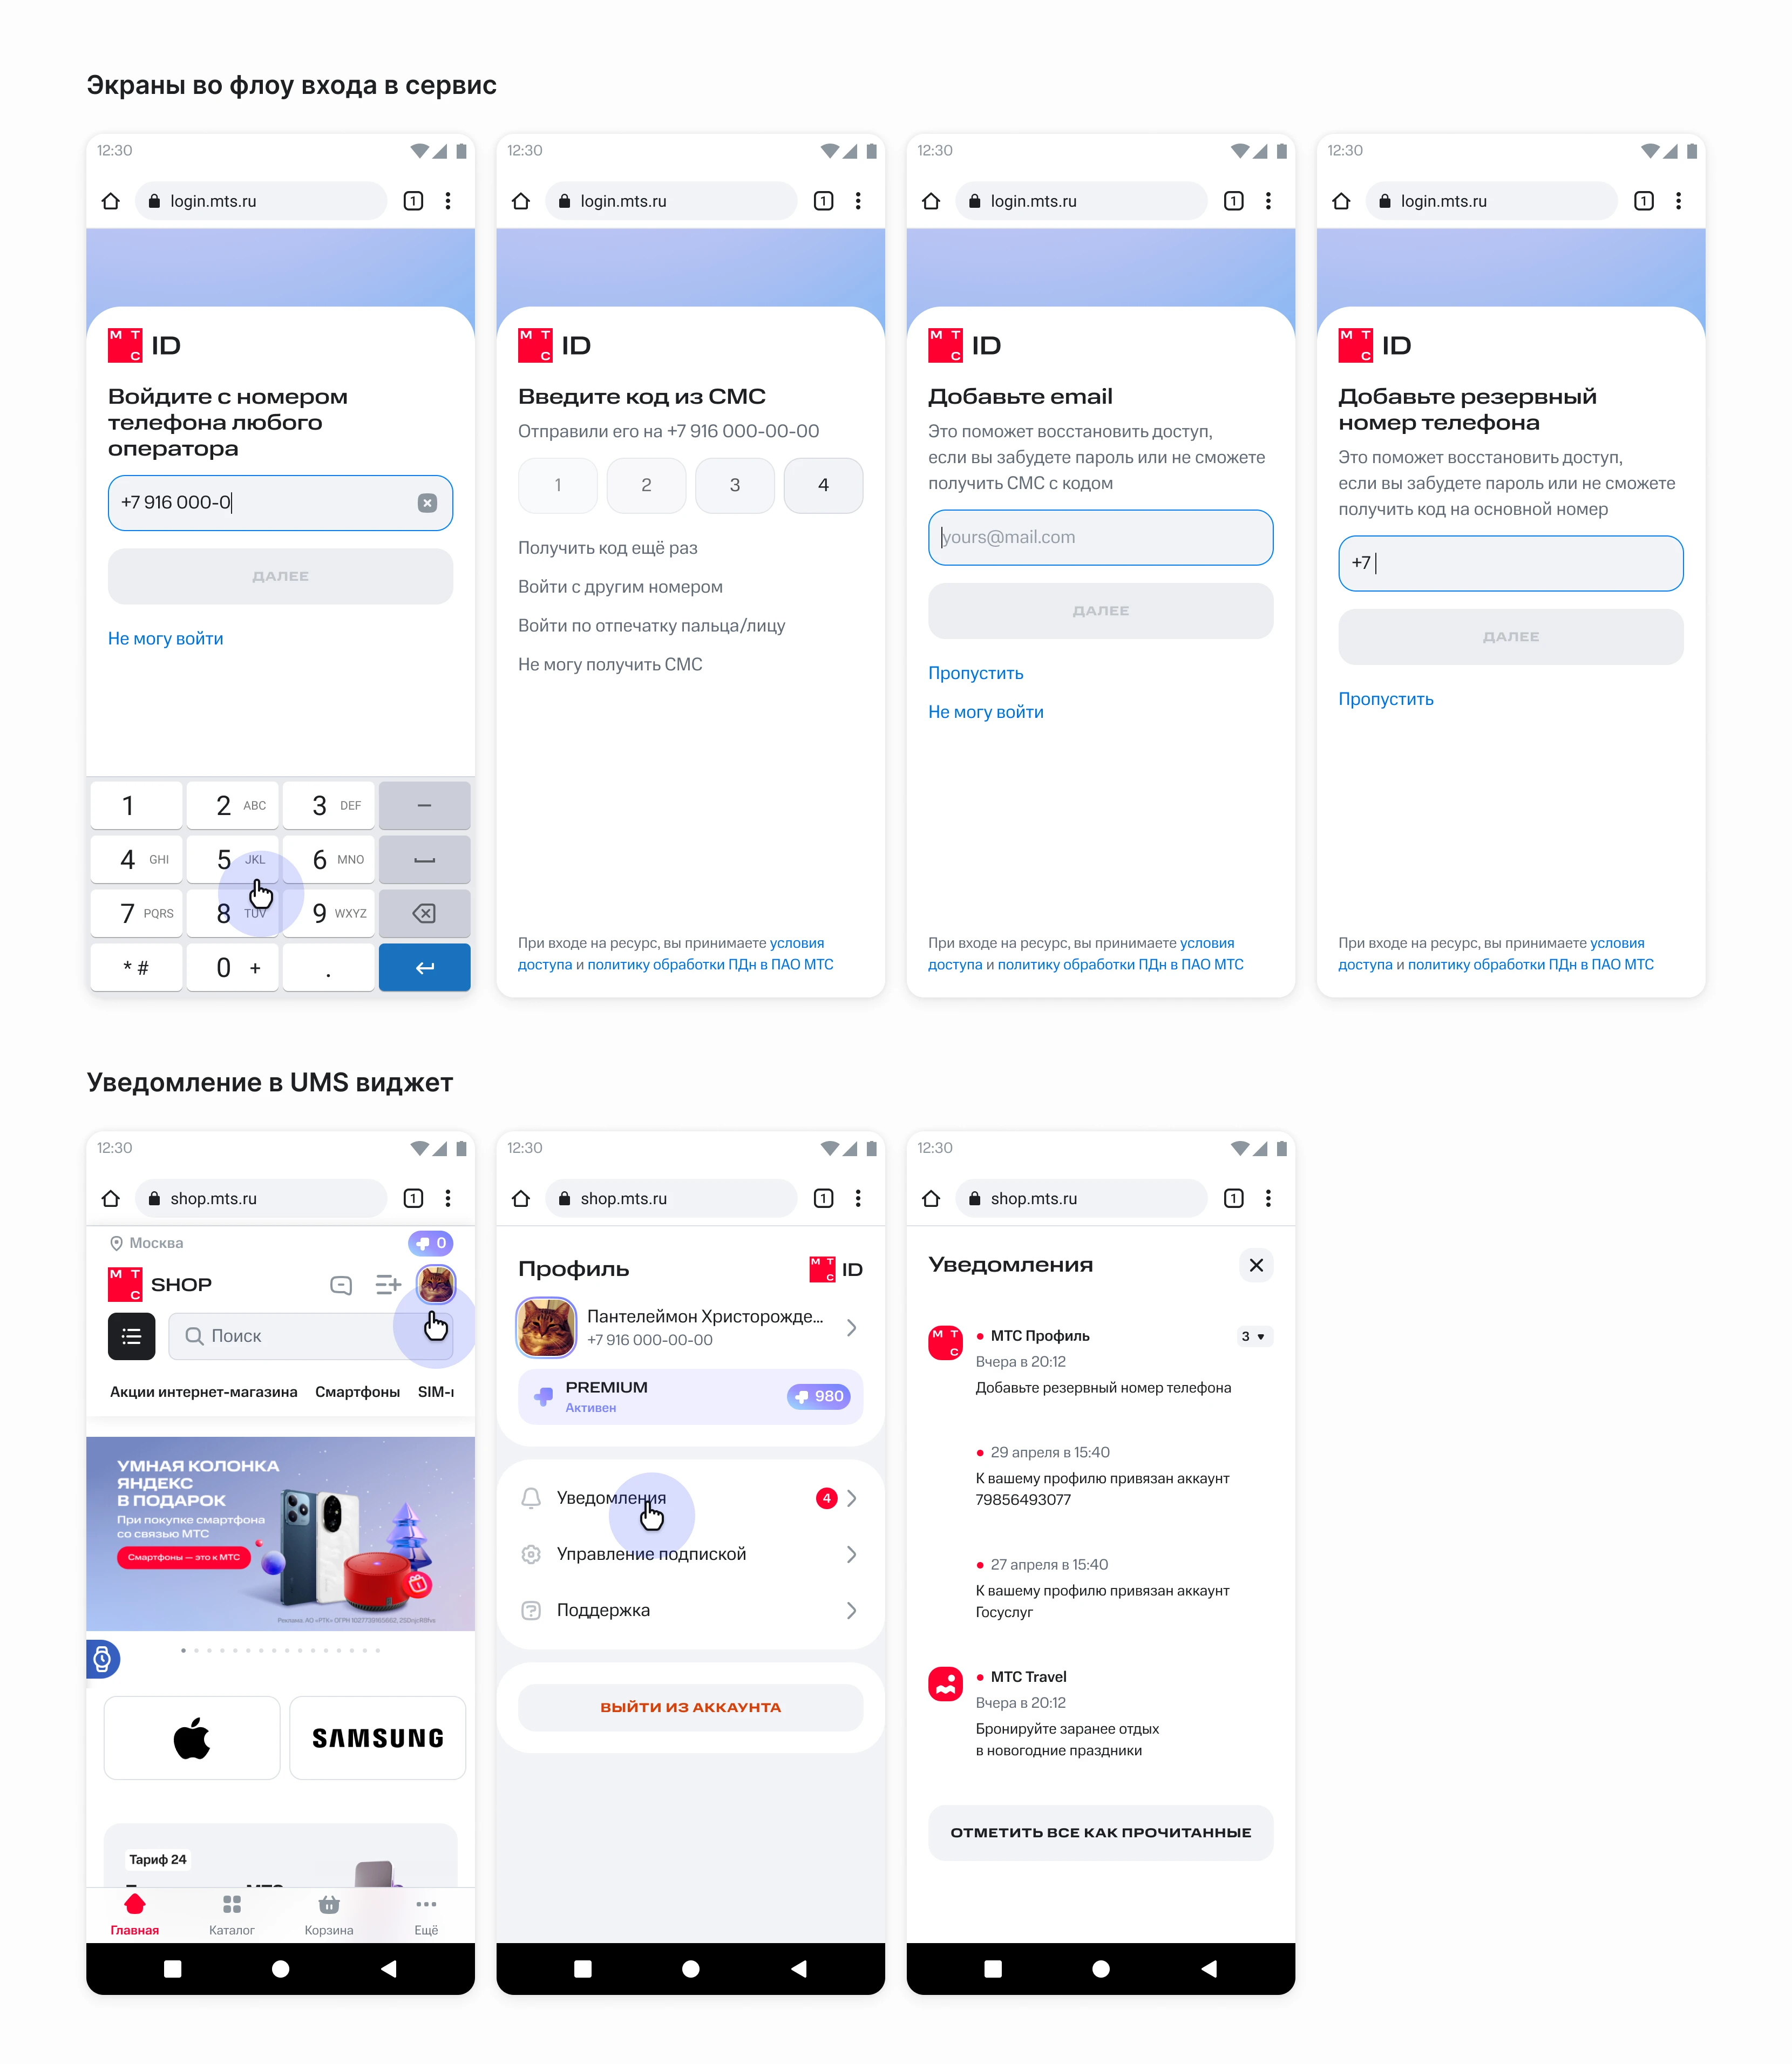 Экраны во флоу входа в сервис
12:30
login.mts.ru
1
МТС ID
Войдите с номером
телефона любого
оператора
+7 916 000-0
ДАЛЕЕ
Не могу войти
1
2 ABC
3 DEF
–
4 GHI
5 JKL
6 MNO
7 PQRS
8 TUV
9 WXYZ
* #
0 +
.
12:30
login.mts.ru
1
МТС ID
Введите код из СМС
Отправили его на +7 916 000-00-00
1 2 3 4
Получить код ещё раз
Войти с другим номером
Войти по отпечатку пальца/лицу
Не могу получить СМС
При входе на ресурс, вы принимаете условия
доступа и политику обработки ПДн в ПАО МТС
12:30
login.mts.ru
1
МТС ID
Добавьте email
Это поможет восстановить доступ,
если вы забудете пароль или не сможете
получить СМС с кодом
yours@mail.com
ДАЛЕЕ
Пропустить
Не могу войти
При входе на ресурс, вы принимаете условия
доступа и политику обработки ПДн в ПАО МТС
12:30
login.mts.ru
1
МТС ID
Добавьте резервный
номер телефона
Это поможет восстановить доступ,
если вы забудете пароль или не сможете
получить код на основной номер
+7
ДАЛЕЕ
Пропустить
При входе на ресурс, вы принимаете условия
доступа и политику обработки ПДн в ПАО МТС
Уведомление в UMS виджет
12:30
shop.mts.ru
1
Москва
0
МТС SHOP
Поиск
Акции интернет-магазина Смартфоны
УМНАЯ КОЛОНКА
ЯНДЕКС
В ПОДАРОК
При покупке смартфона
со связью МТС
Смартфоны — это к МТС
SAMSUNG
Тариф 24
Главная
Каталог
Корзина
Ещё
12:30
shop.mts.ru
1
Профиль
МТС ID
Пантелеймон Христорожде...
+7 916 000-00-00
PREMIUM
Активен
980
Уведомления
4
Управление подпиской
Поддержка
ВЫЙТИ ИЗ АККАУНТА
12:30
shop.mts.ru
1
Уведомления
МТС
МТС Профиль
3
Вчера в 20:12
Добавьте резервный номер телефона
29 апреля в 15:40
К вашему профилю привязан аккаунт
79856493077
27 апреля в 15:40
К вашему профилю привязан аккаунт
Госуслуг
МТС Travel
Вчера в 20:12
Бронируйте заранее отдых
в новогодние праздники
ОТМЕТИТЬ ВСЕ КАК ПРОЧИТАННЫЕ